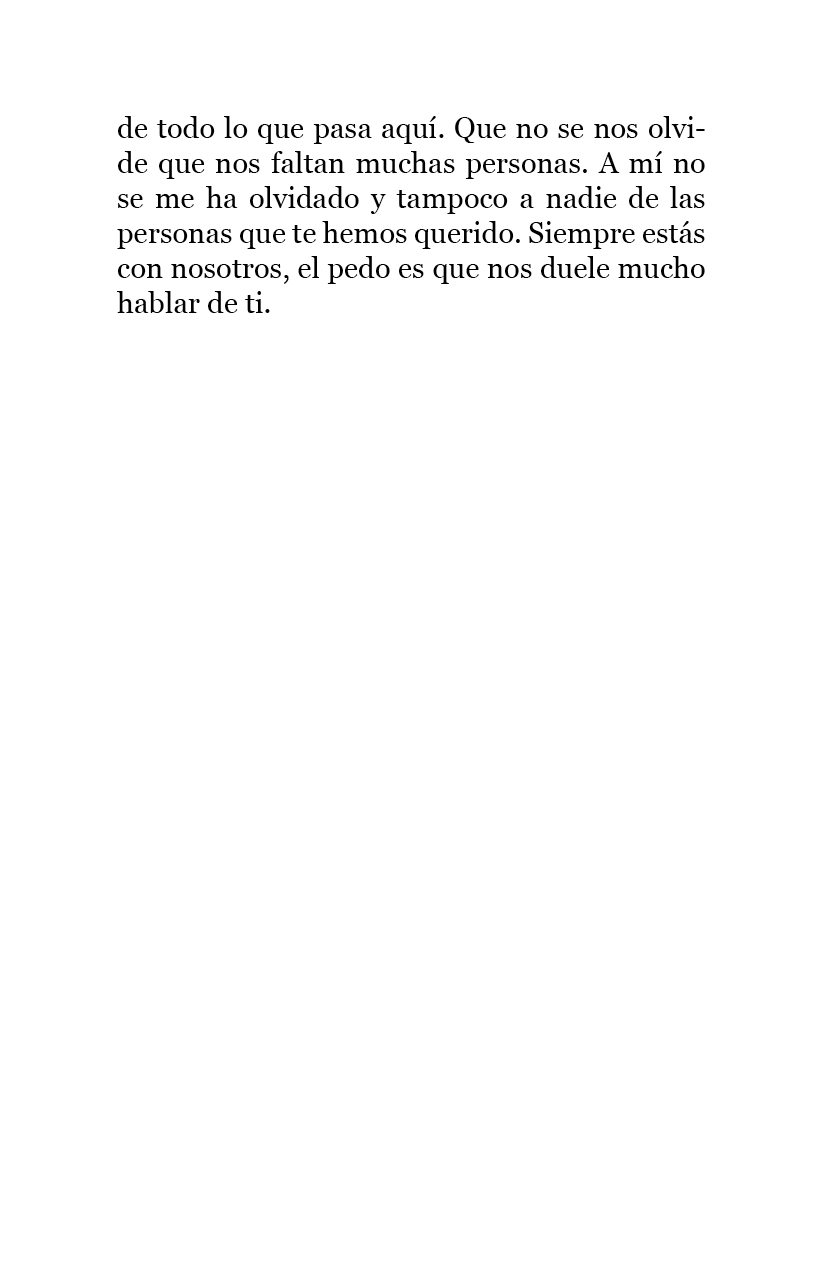 de todo lo que pasa aquí. Que no se nos olvi-
de que nos faltan muchas personas. A mí no
se me ha olvidado y tampoco a nadie de las
personas que te hemos querido. Siempre estás
con nosotros, el pedo es que nos duele mucho
hablar de ti.